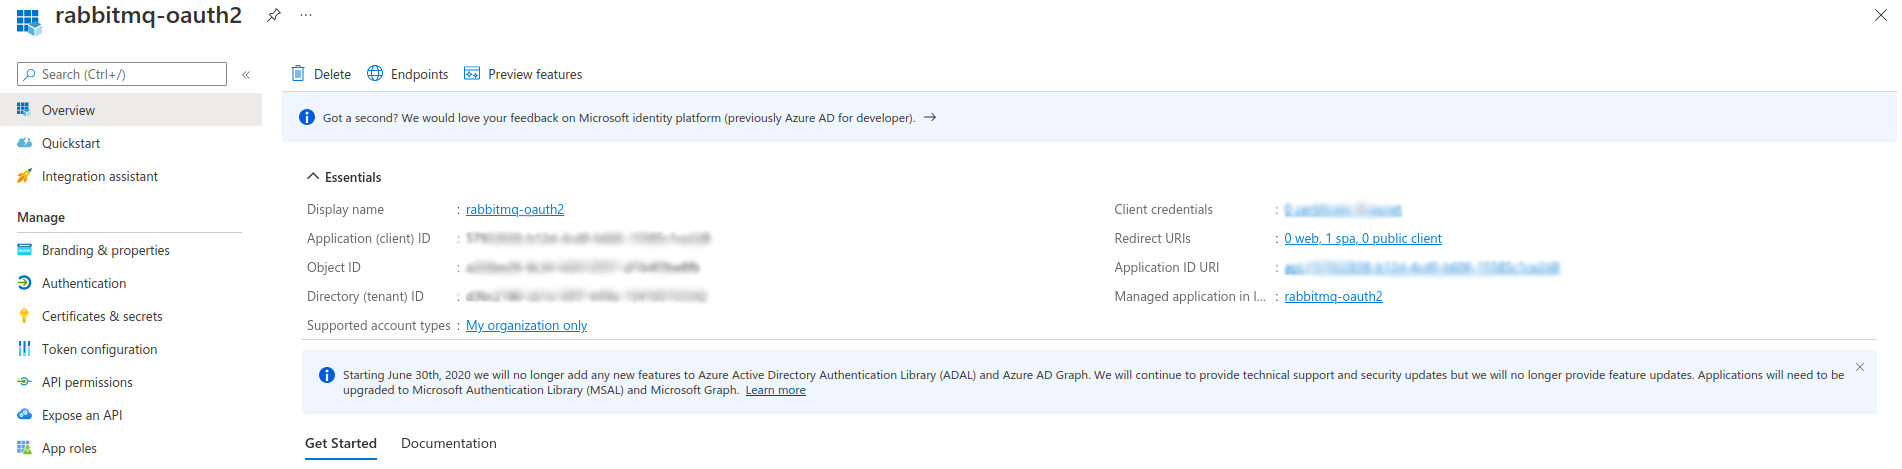 rabbitmq-oauth2
Search (Ctrl+/)
Delete Endpoints Preview features
Overview
Quickstart
Integration assistant
Manage
Branding & properties
Authentication
Certificates & secrets
Token configuration
API permissions
Expose an API
App roles
Got a second? We would love your feedback on Microsoft identity platform (previously Azure AD for developer).
Essentials
Display name : rabbitmq-oauth2
Application (client) ID :
Object ID :
Directory (tenant) ID :
Supported account types : My organization only
Client credentials :
Redirect URIs : 0 web, 1 spa, 0 public client
Application ID URI :
Managed application in l... : rabbitmq-oauth2
Starting June 30th, 2020 we will no longer add any new features to Azure Active Directory Authentication Library (ADAL) and Azure AD Graph. We will continue to provide technical support and security updates but we will no longer provide feature updates. Applications will need to be
upgraded to Microsoft Authentication Library (MSAL) and Microsoft Graph. Learn more
Get Started Documentation